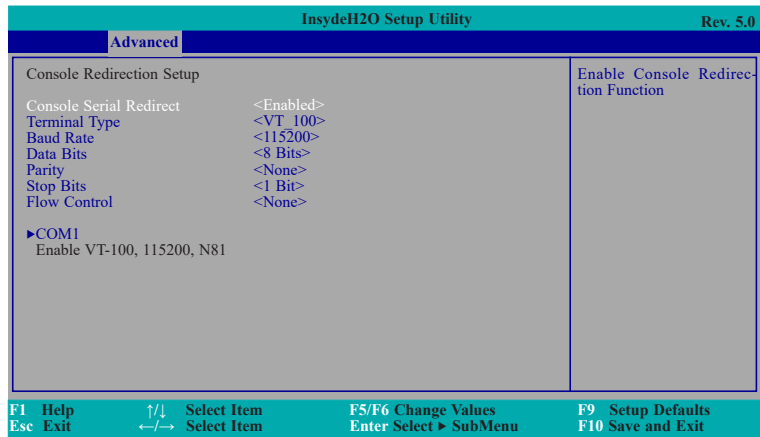 InsydeH2O Setup Utility Rev. 5.0
Advanced
Console Redirection Setup
Console Serial Redirect <Enabled>
Terminal Type <VT_100>
Baud Rate <115200>
Data Bits <8 Bits>
Parity <None>
Stop Bits <1 Bit>
Flow Control <None>
►COM1
Enable VT-100, 115200, N81
Enable Console Redirec-
tion Function
F1 Help ↑/↓ Select Item F5/F6 Change Values F9 Setup Defaults
Esc Exit ←/→ Select Item Enter Select ► SubMenu F10 Save and Exit